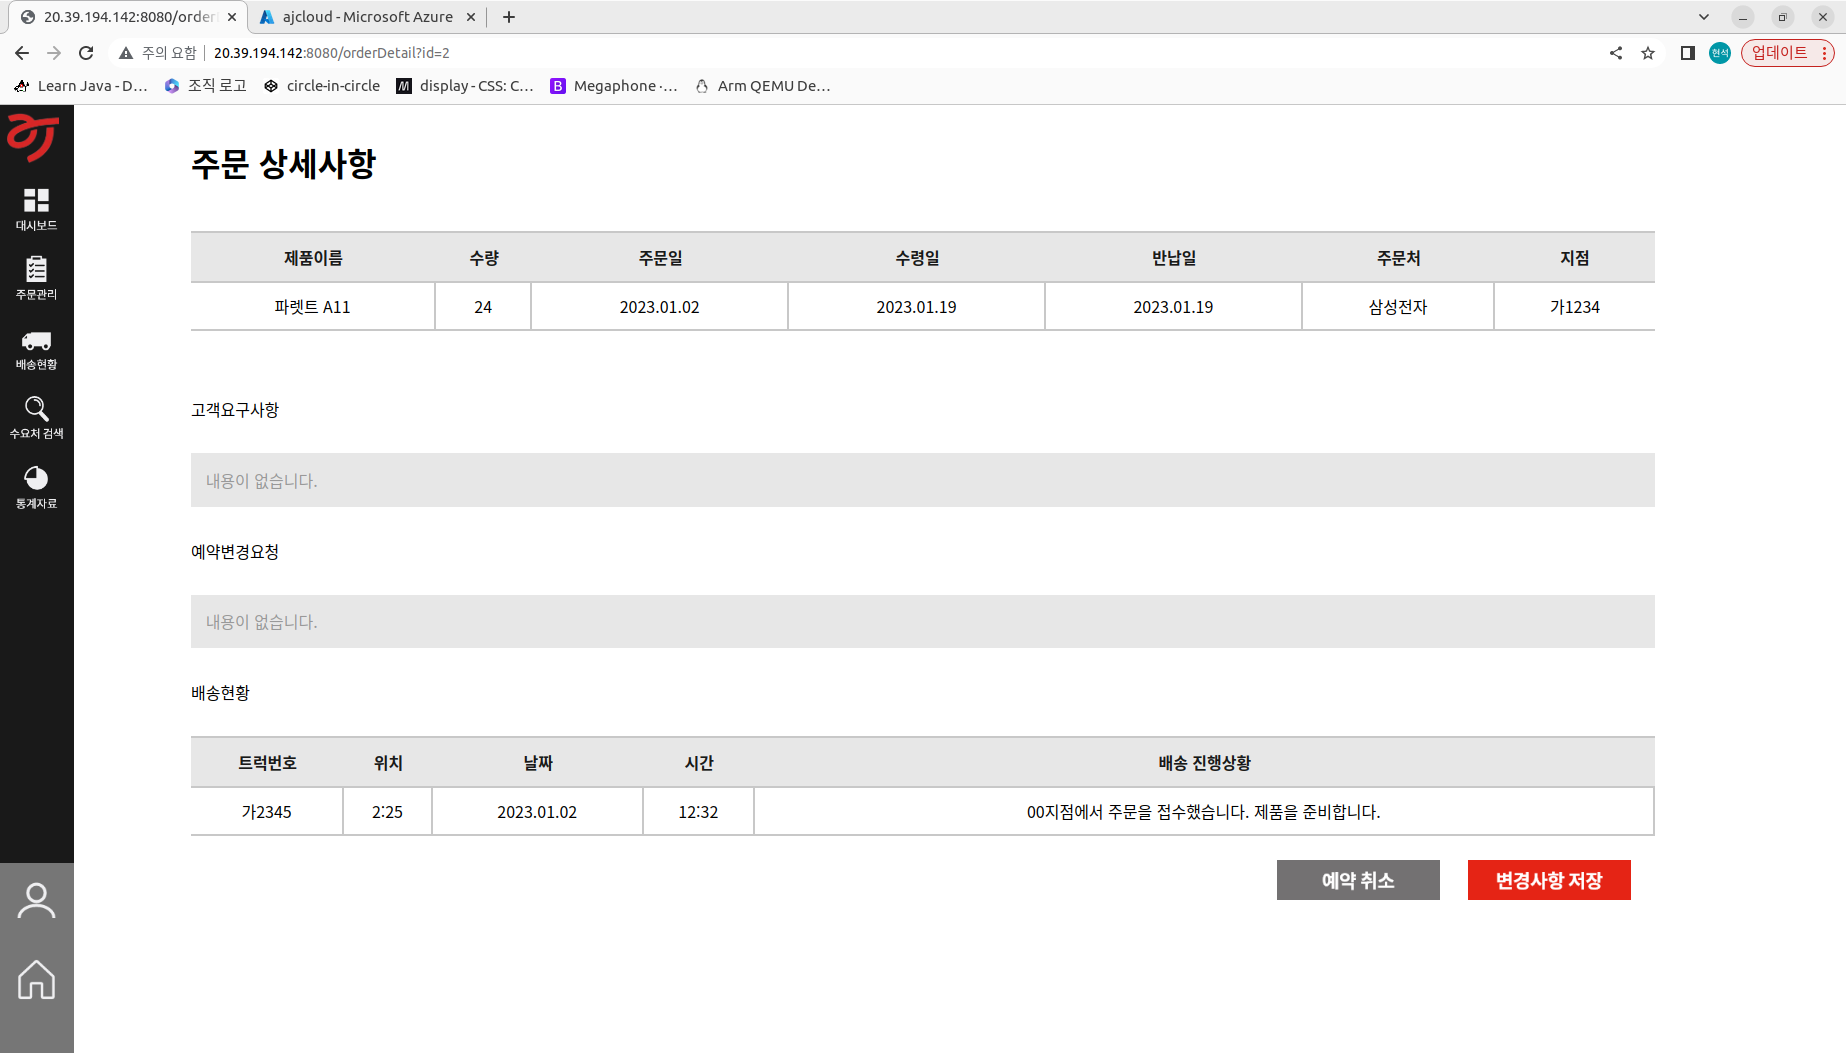 20.39.194.142:8080/order
ajcloud - Microsoft Azure
주의 요함
20.39.194.142:8080/orderDetail?id=2
현석
업데이트
Learn Java - D...
조직 로고
circle-in-circle
display - CSS: C...
Megaphone ·...
Arm QEMU De...
대시보드
주문관리
배송현황
수요처 검색
통계자료
주문 상세사항
제품이름 수량 주문일 수령일 반납일 주문처 지점
파렛트 A11 24 2023.01.02 2023.01.19 2023.01.19 삼성전자 가1234
고객요구사항
내용이 없습니다.
예약변경요청
내용이 없습니다.
배송현황
트럭번호 위치 날짜 시간 배송 진행상황
가2345 2:25 2023.01.02 12:32 00지점에서 주문을 접수했습니다. 제품을 준비합니다.
예약 취소
변경사항 저장